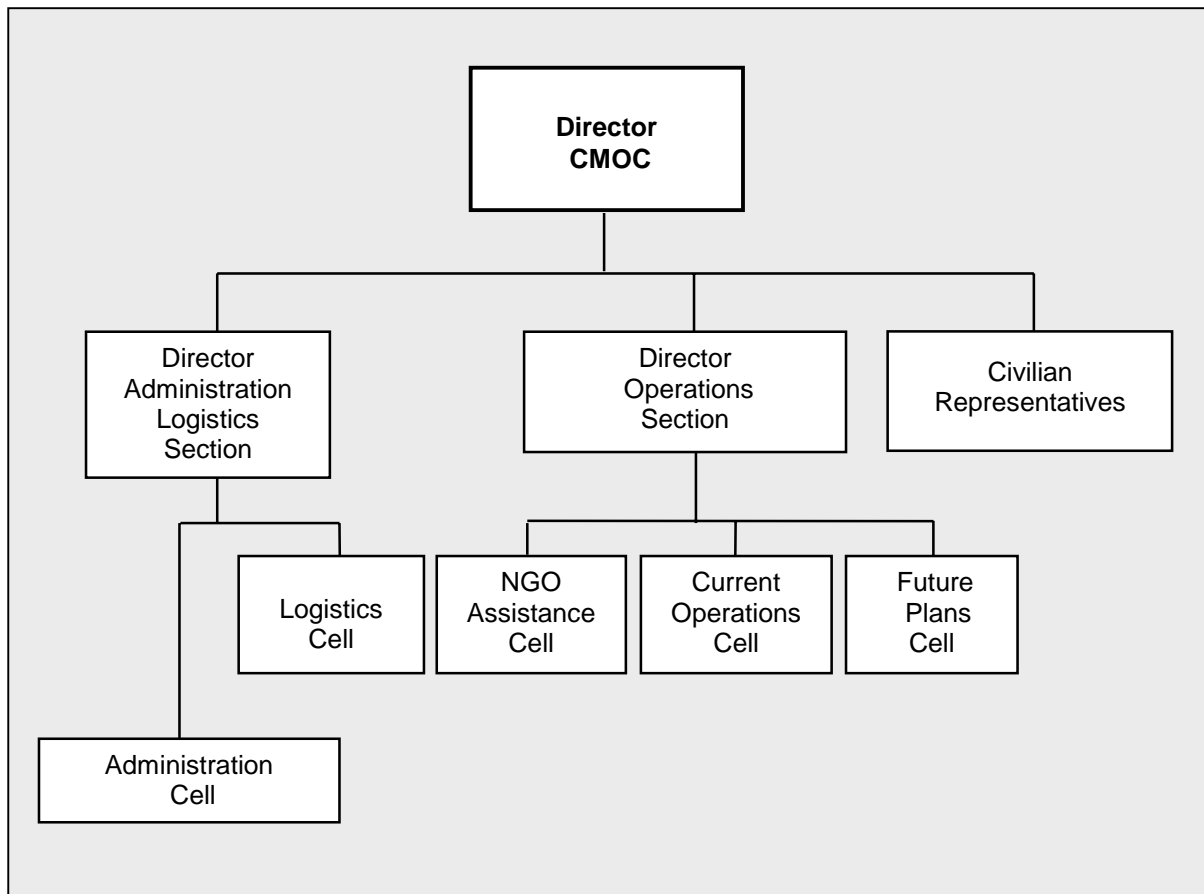 Director
CMOC
Director
Administration
Logistics
Section
Director
Operations
Section
Civilian
Representatives
Logistics
Cell
NGO
Assistance
Cell
Current
Operations
Cell
Future
Plans
Cell
Administration
Cell